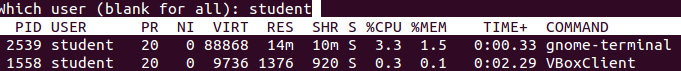 Which user (blank for all): student
PID USER PR NI VIRT RES SHR S %CPU %MEM TIME+ COMMAND
2539 student 20 0 88868 14m 10m S 3.3 1.5 0:00.33 gnome-terminal
1558 student 20 0 9736 1376 920 S 0.3 0.1 0:02.29 VBoxClient